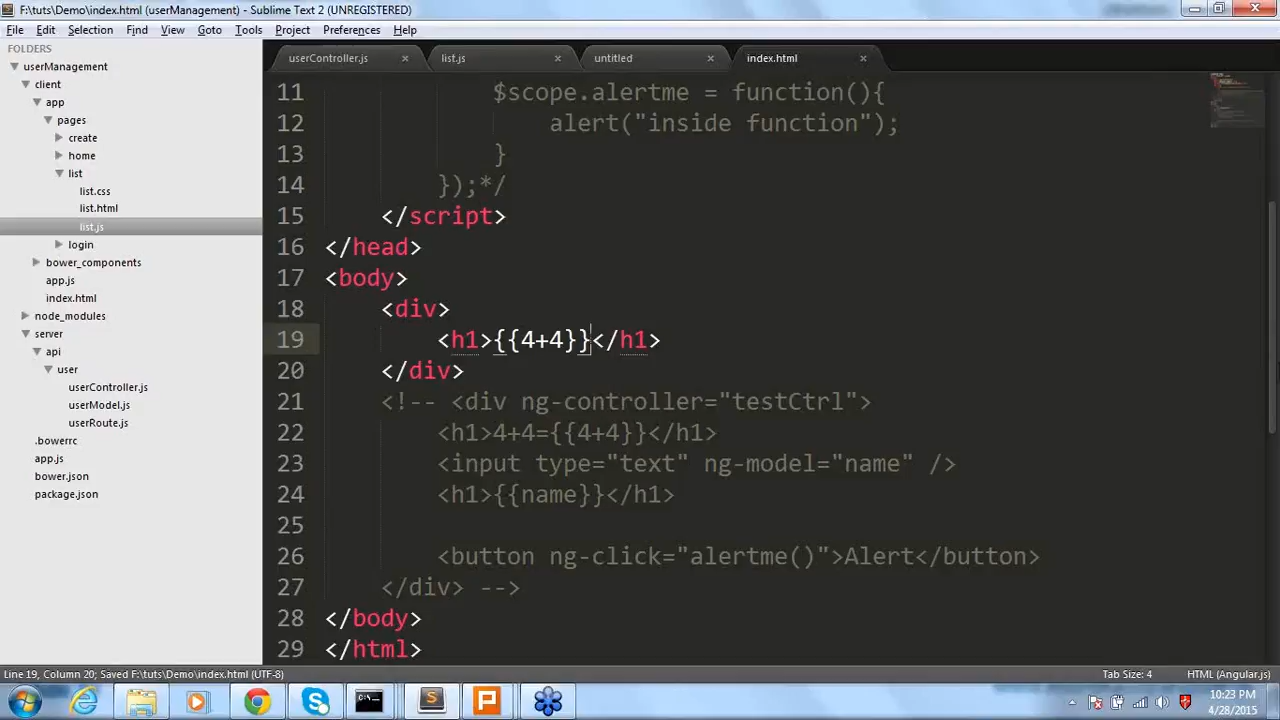 F:\tuts\Demo\index.html (userManagement) - Sublime Text 2 (UNREGISTERED)
File Edit Selection Find View Goto Tools Project Preferences Help
FOLDERS
userManagement
client
app
pages
create
home
list
list.css
list.html
list.js
login
bower_components
app.js
index.html
node_modules
server
api
user
userController.js
userModel.js
userRoute.js
.bowerrc
app.js
bower.json
package.json
userController.js × list.js × untitled × index.html ×
11 $scope.alertme = function(){
12 alert("inside function");
13 }
14 });*/
15 </script>
16 </head>
17 <body>
18 <div>
19 <h1>{{4+4}}</h1>
20 </div>
21 <!-- <div ng-controller="testCtrl">
22 <h1>4+4={{4+4}}</h1>
23 <input type="text" ng-model="name" />
24 <h1>{{name}}</h1>
25
26 <button ng-click="alertme()">Alert</button>
27 </div> -->
28 </body>
29 </html>
Line 19, Column 20; Saved F:\tuts\Demo\index.html (UTF-8) Tab Size: 4 HTML (Angular.js)
10:23 PM
4/28/2015